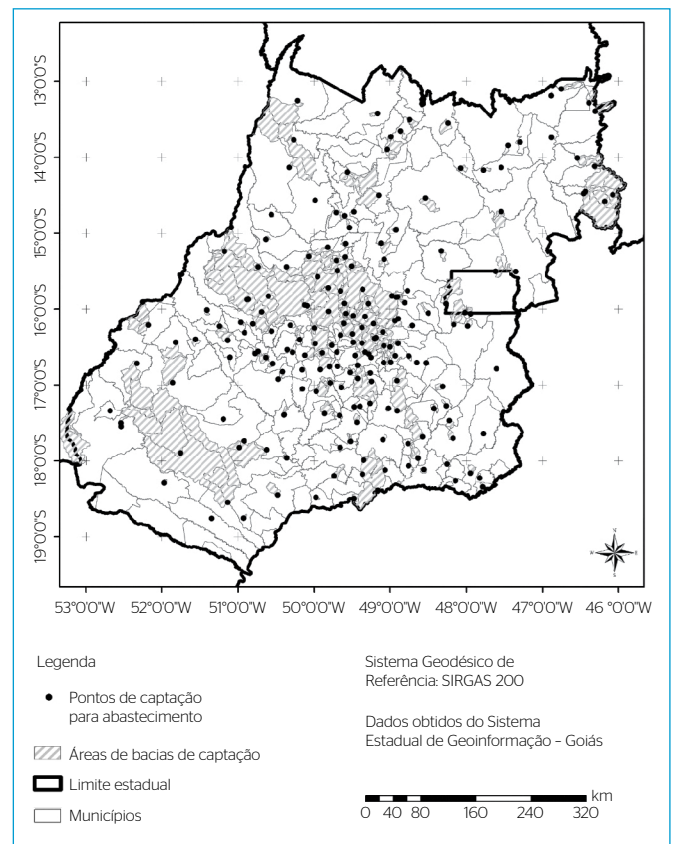 13°0'0"S
14°0'0"S
15°0'0"S
16°0'0"S
17°0'0"S
18°0'0"S
19°0'0"S
53°0'0"W 52°0'0"W 51°0'0"W 50°0'0"W 49°0'0"W 48°0'0"W 47°0'0"W 46°0'0"W
N
W E
S
Legenda
Pontos de captação
para abastecimento
Áreas de bacias de captação
Limite estadual
Municípios
Sistema Geodésico de
Referência: SIRGAS 200
Dados obtidos do Sistema
Estadual de Geoinformação – Goiás
km
0 40 80 160 240 320